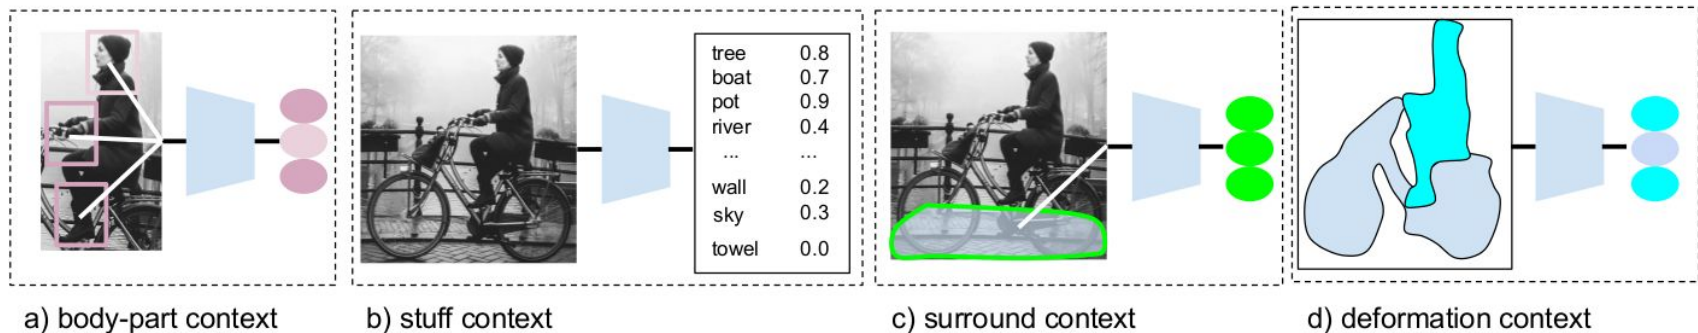 tree 0.8
boat 0.7
pot 0.9
river 0.4
... ...
wall 0.2
sky 0.3
towel 0.0
a) body-part context
b) stuff context
c) surround context
d) deformation context